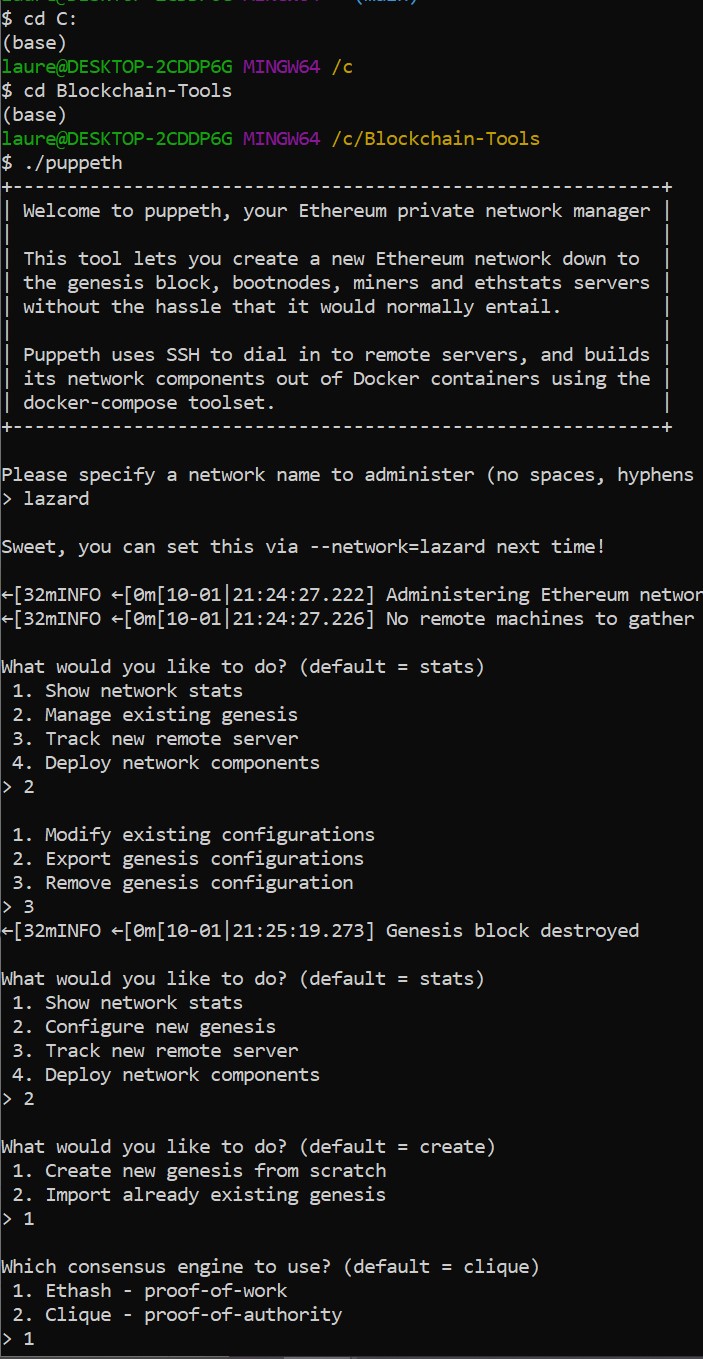 (main)
$ cd C:
(base)
laure@DESKTOP-2CDDP6G MINGW64 /c
$ cd Blockchain-Tools
(base)
laure@DESKTOP-2CDDP6G MINGW64 /c/Blockchain-Tools
$ ./puppeth
+-----------------------------------------------------------+
| Welcome to puppeth, your Ethereum private network manager |
|                                                           |
| This tool lets you create a new Ethereum network down to  |
| the genesis block, bootnodes, miners and ethstats servers |
| without the hassle that it would normally entail.         |
|                                                           |
| Puppeth uses SSH to dial in to remote servers, and builds |
| its network components out of Docker containers using the |
| docker-compose toolset.                                   |
+-----------------------------------------------------------+

Please specify a network name to administer (no spaces, hyphens
> lazard

Sweet, you can set this via --network=lazard next time!

←[32mINFO ←[0m[10-01|21:24:27.222] Administering Ethereum networ
←[32mINFO ←[0m[10-01|21:24:27.226] No remote machines to gather

What would you like to do? (default = stats)
 1. Show network stats
 2. Manage existing genesis
 3. Track new remote server
 4. Deploy network components
> 2

 1. Modify existing configurations
 2. Export genesis configurations
 3. Remove genesis configuration
> 3
←[32mINFO ←[0m[10-01|21:25:19.273] Genesis block destroyed

What would you like to do? (default = stats)
 1. Show network stats
 2. Configure new genesis
 3. Track new remote server
 4. Deploy network components
> 2

What would you like to do? (default = create)
 1. Create new genesis from scratch
 2. Import already existing genesis
> 1

Which consensus engine to use? (default = clique)
 1. Ethash - proof-of-work
 2. Clique - proof-of-authority
> 1